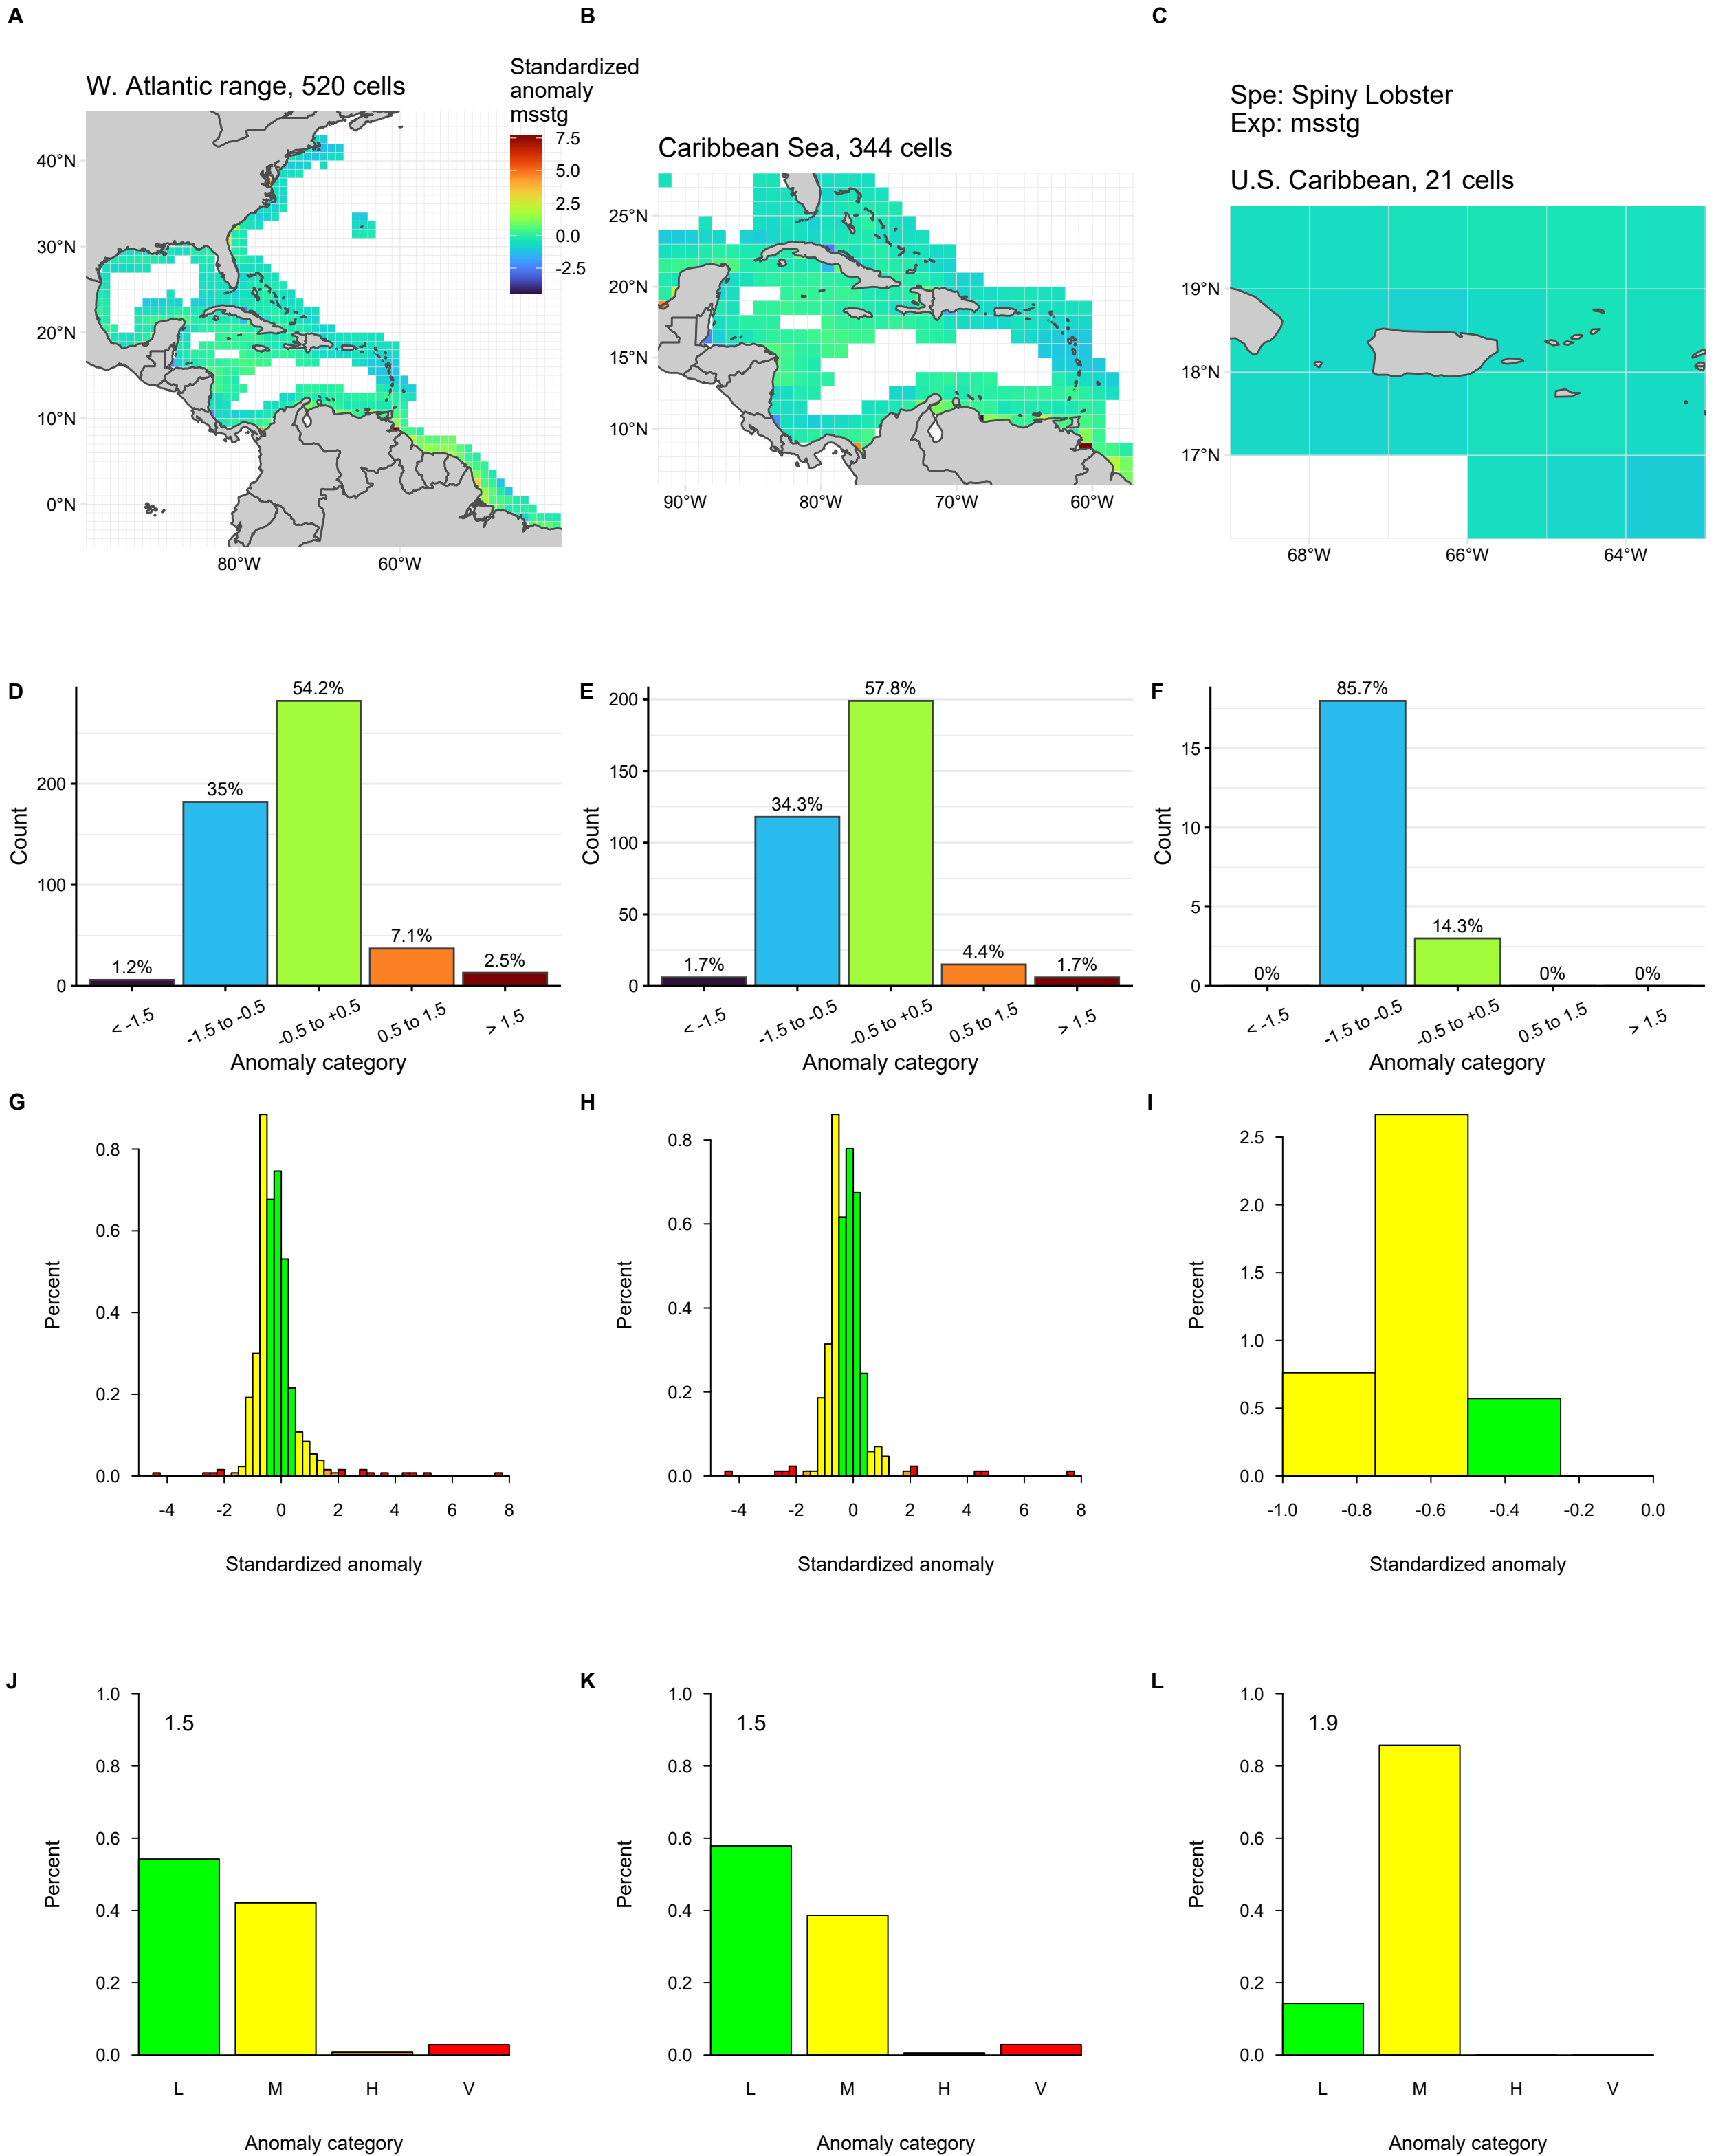 A
B
C
W. Atlantic range, 520 cells
Standardized
anomaly
msstg
7.5
5.0
2.5
0.0
-2.5
40°N
30°N
20°N
10°N
0°N
80°W
60°W
Caribbean Sea, 344 cells
25°N
20°N
15°N
10°N
90°W
80°W
70°W
60°W
Spe: Spiny Lobster
Exp: msstg
U.S. Caribbean, 21 cells
19°N
18°N
17°N
68°W
66°W
64°W
D
Count
200
100
0
1.2%
35%
54.2%
7.1%
2.5%
< -1.5
-1.5 to -0.5
-0.5 to +0.5
0.5 to 1.5
> 1.5
Anomaly category
E
Count
200
150
100
50
0
1.7%
34.3%
57.8%
4.4%
1.7%
< -1.5
-1.5 to -0.5
-0.5 to +0.5
0.5 to 1.5
> 1.5
Anomaly category
F
Count
15
10
5
0
0%
85.7%
14.3%
0%
0%
< -1.5
-1.5 to -0.5
-0.5 to +0.5
0.5 to 1.5
> 1.5
Anomaly category
G
Percent
0.8
0.6
0.4
0.2
0.0
-4 -2 0 2 4 6 8
Standardized anomaly
H
Percent
0.8
0.6
0.4
0.2
0.0
-4 -2 0 2 4 6 8
Standardized anomaly
I
Percent
2.5
2.0
1.5
1.0
0.5
0.0
-1.0 -0.8 -0.6 -0.4 -0.2 0.0
Standardized anomaly
J
Percent
1.0
0.8
0.6
0.4
0.2
0.0
1.5
L M H V
Anomaly category
K
Percent
1.0
0.8
0.6
0.4
0.2
0.0
1.5
L M H V
Anomaly category
L
Percent
1.0
0.8
0.6
0.4
0.2
0.0
1.9
L M H V
Anomaly category